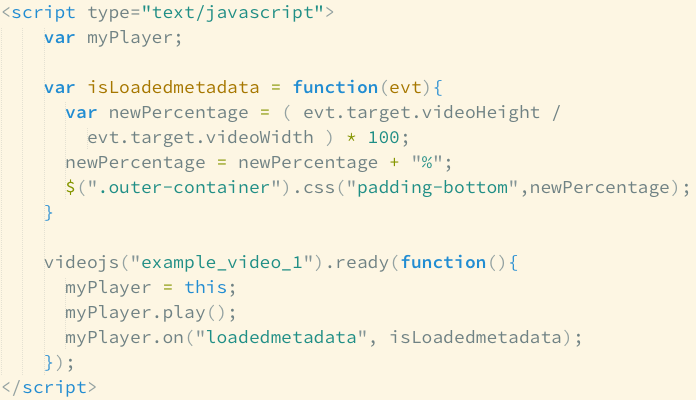 <script type="text/javascript">
var myPlayer;
var isLoadedmetadata = function(evt){
var newPercentage = ( evt.target.videoHeight /
evt.target.videoWidth ) * 100;
newPercentage = newPercentage + "%";
$(".outer-container").css("padding-bottom",newPercentage);
}
videojs("example_video_1").ready(function(){
myPlayer = this;
myPlayer.play();
myPlayer.on("loadedmetadata", isLoadedmetadata);
});
</script>